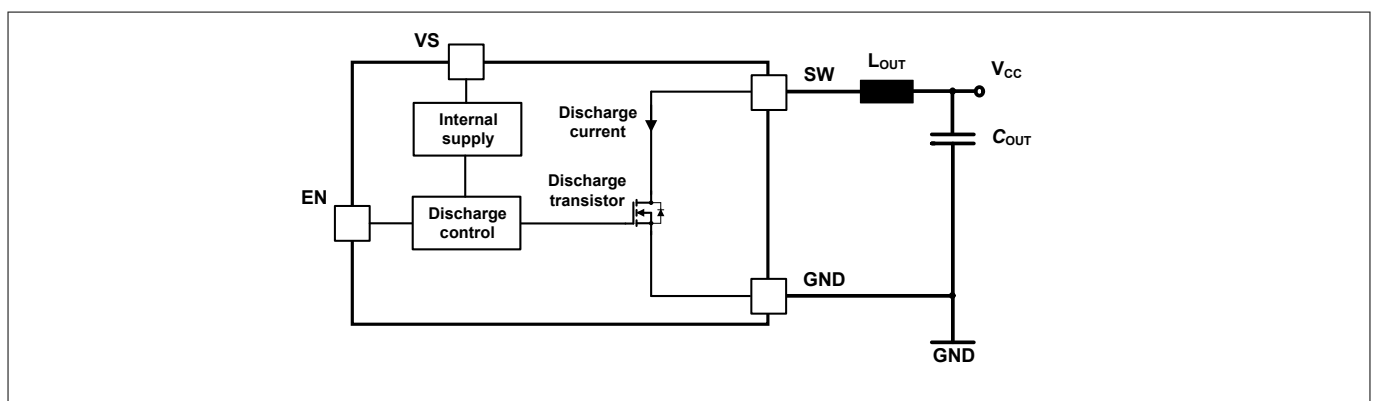 VS
SW
LOUT
VCC
Internal
supply
Discharge
current
COUT
EN
Discharge
transistor
Discharge
control
GND
GND